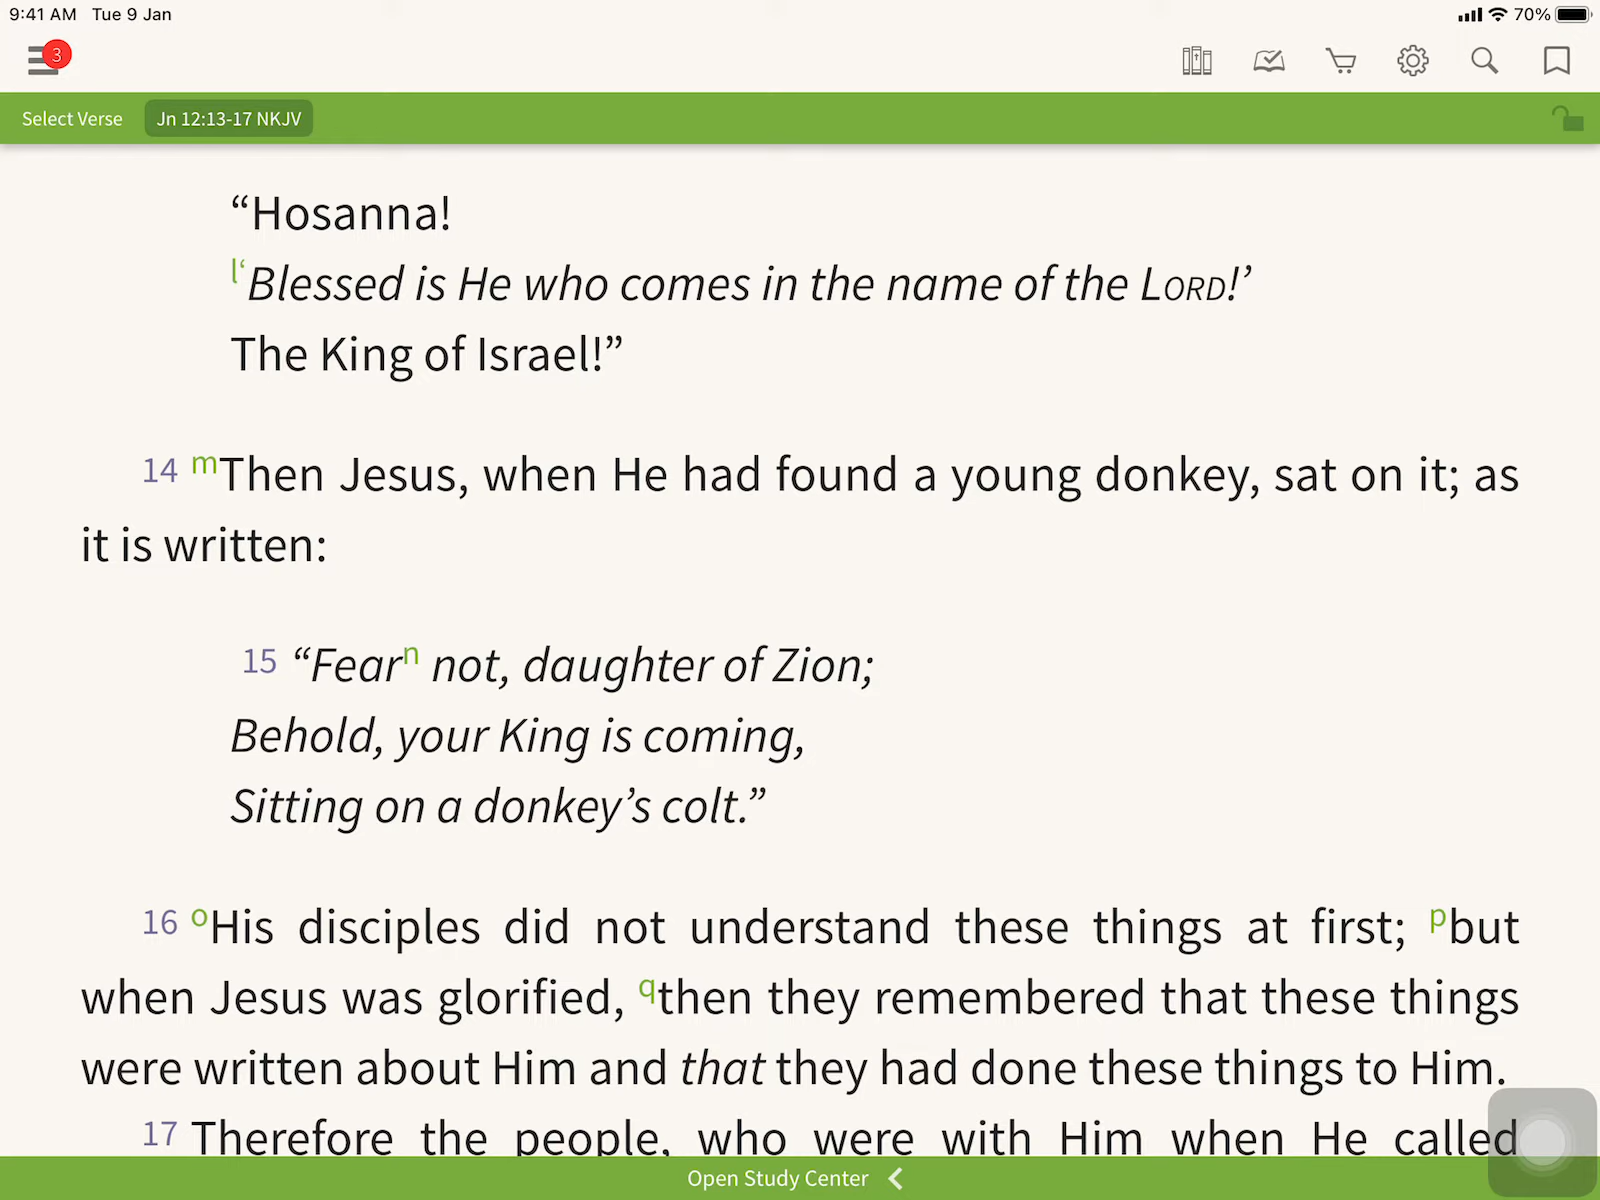 9:41 AM Tue 9 Jan 70%
3
Select Verse Jn 12:13-17 NKJV
“Hosanna!
l‘Blessed is He who comes in the name of the LORD!’
The King of Israel!”
14 mThen Jesus, when He had found a young donkey, sat on it; as
it is written:
15 “Fearn not, daughter of Zion;
Behold, your King is coming,
Sitting on a donkey’s colt.”
16 oHis disciples did not understand these things at first; pbut
when Jesus was glorified, qthen they remembered that these things
were written about Him and that they had done these things to Him.
17 Therefore the people, who were with Him when He called
Open Study Center